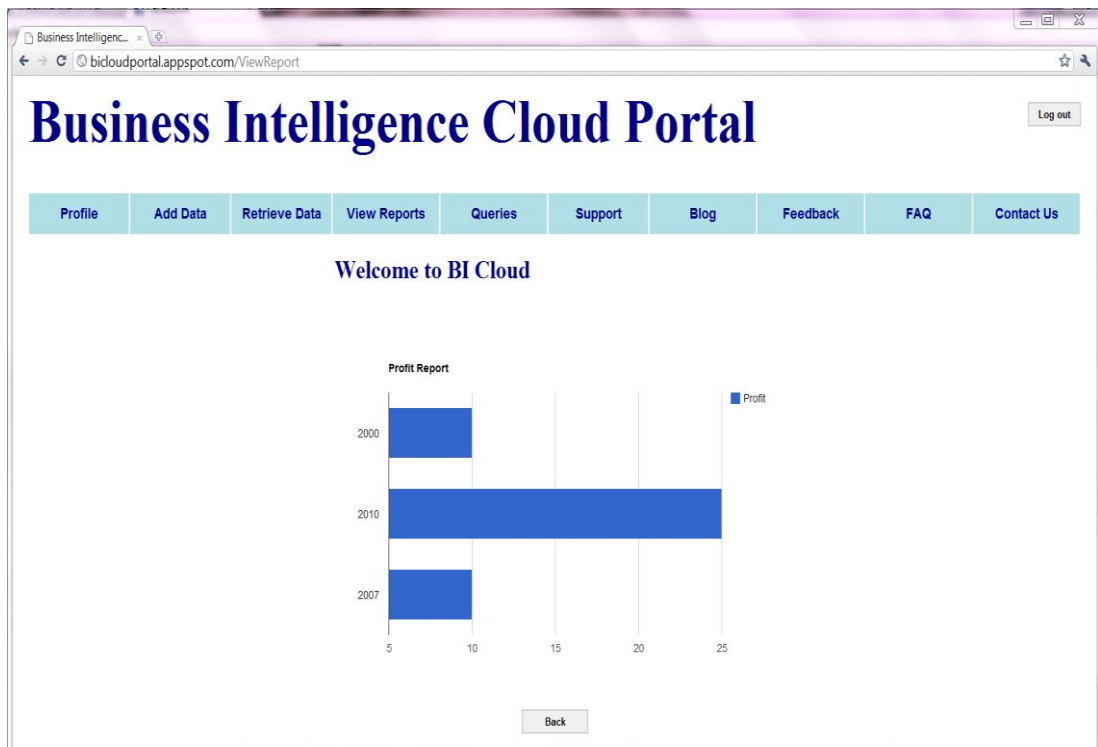 Business Intelligenc...
bicloudportal.appspot.com/ViewReport
Business Intelligence Cloud Portal
Log out
Profile Add Data Retrieve Data View Reports Queries Support Blog Feedback FAQ Contact Us
Welcome to BI Cloud
Profit Report
Profit
2000
2010
2007
5 10 15 20 25
Back